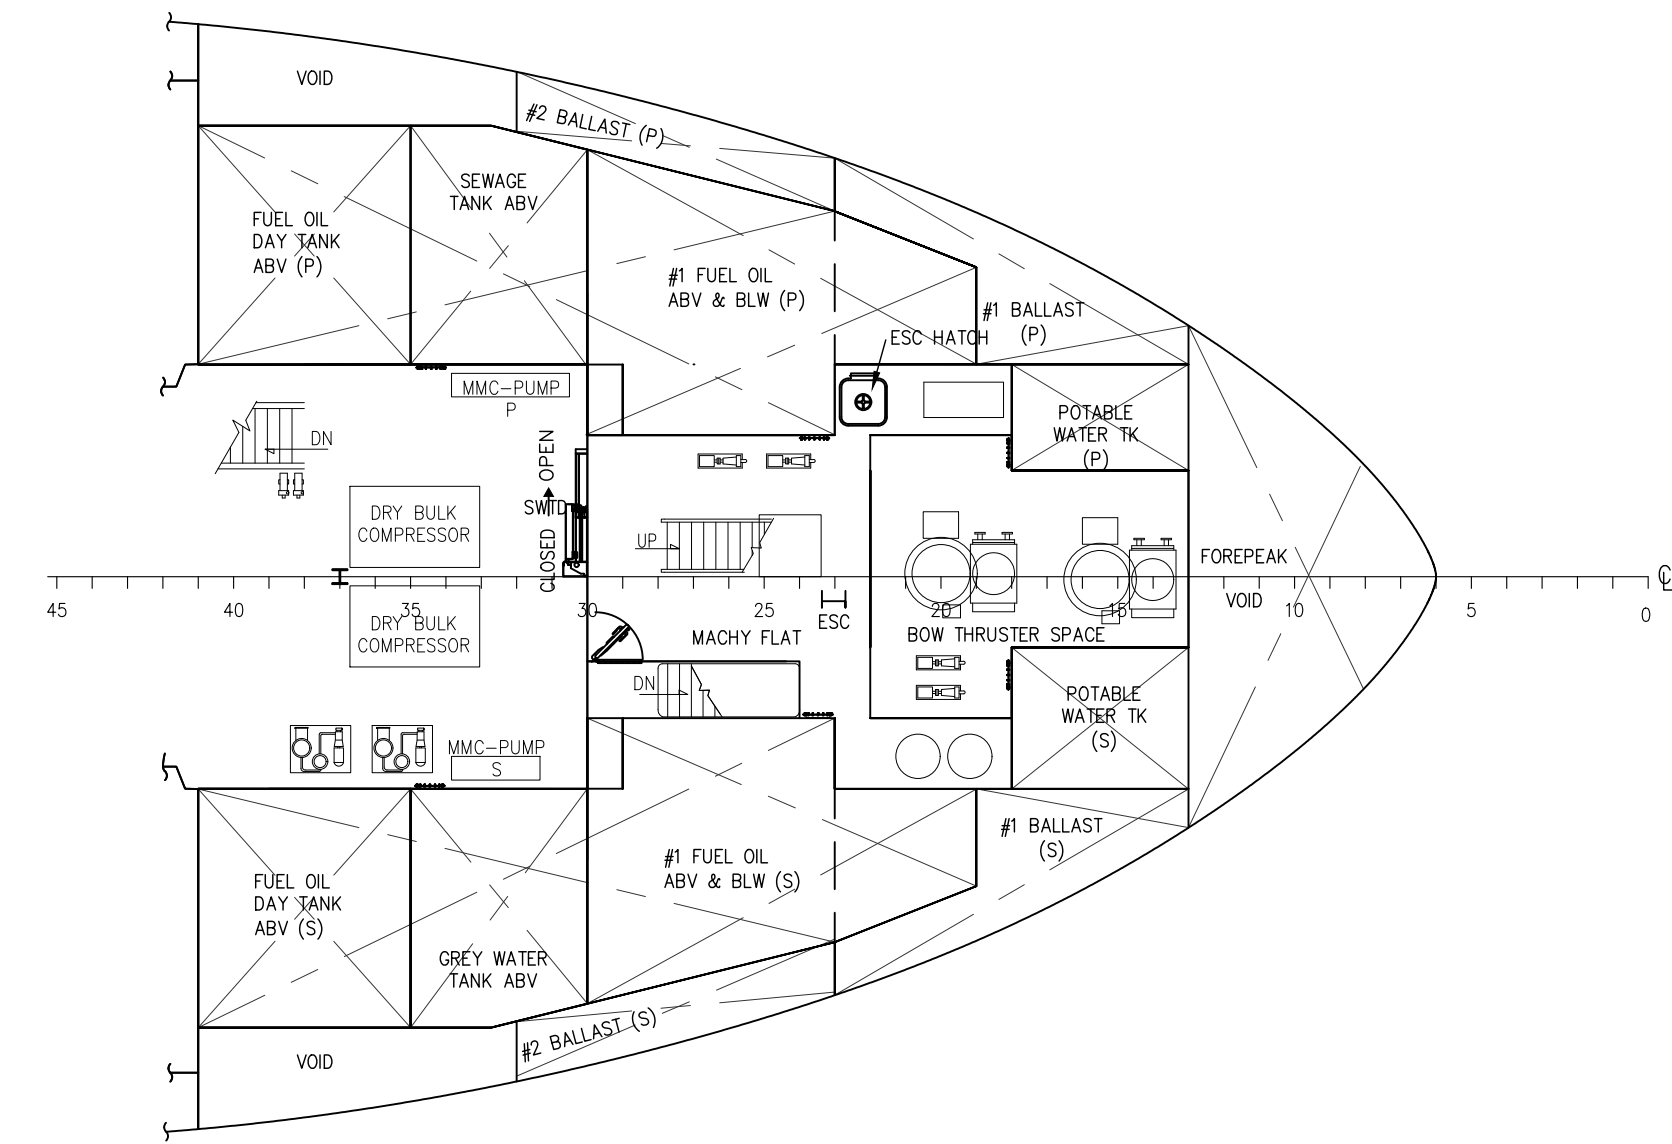 VOID
#2 BALLAST (P)
SEWAGE
TANK ABV
FUEL OIL
DAY TANK
ABV (P)
#1 FUEL OIL
ABV & BLW (P)
#1 BALLAST
(P)
ESC HATCH
MMC-PUMP
P
POTABLE
WATER TK
(P)
DN
OPEN
SWTD
CLOSED
DRY BULK
COMPRESSOR
UP
FOREPEAK
VOID
45
40
35
30
25
20
15
10
5
0
℄
DRY BULK
COMPRESSOR
ESC
MACHY FLAT
BOW THRUSTER SPACE
DN
POTABLE
WATER TK
(S)
MMC-PUMP
S
#1 BALLAST
(S)
#1 FUEL OIL
ABV & BLW (S)
FUEL OIL
DAY TANK
ABV (S)
GREY WATER
TANK ABV
#2 BALLAST (S)
VOID